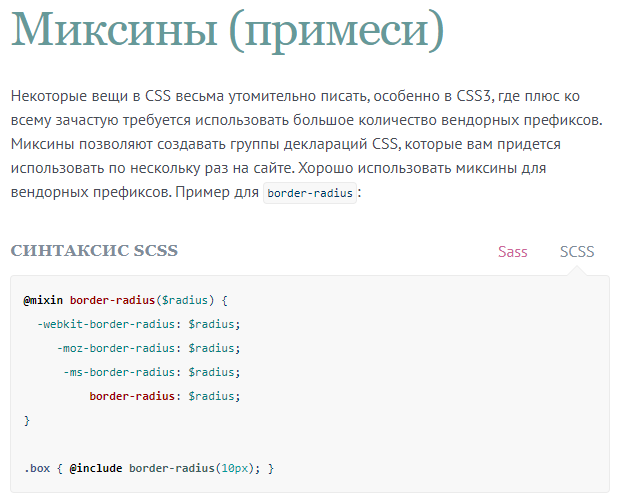 Миксины (примеси)
Некоторые вещи в CSS весьма утомительно писать, особенно в CSS3, где плюс ко
всему зачастую требуется использовать большое количество вендорных префиксов.
Миксины позволяют создавать группы деклараций CSS, которые вам придется
использовать по нескольку раз на сайте. Хорошо использовать миксины для
вендорных префиксов. Пример для border-radius:
СИНТАКСИС SCSS Sass SCSS
@mixin border-radius($radius) {
-webkit-border-radius: $radius;
-moz-border-radius: $radius;
-ms-border-radius: $radius;
border-radius: $radius;
}
.box { @include border-radius(10px); }